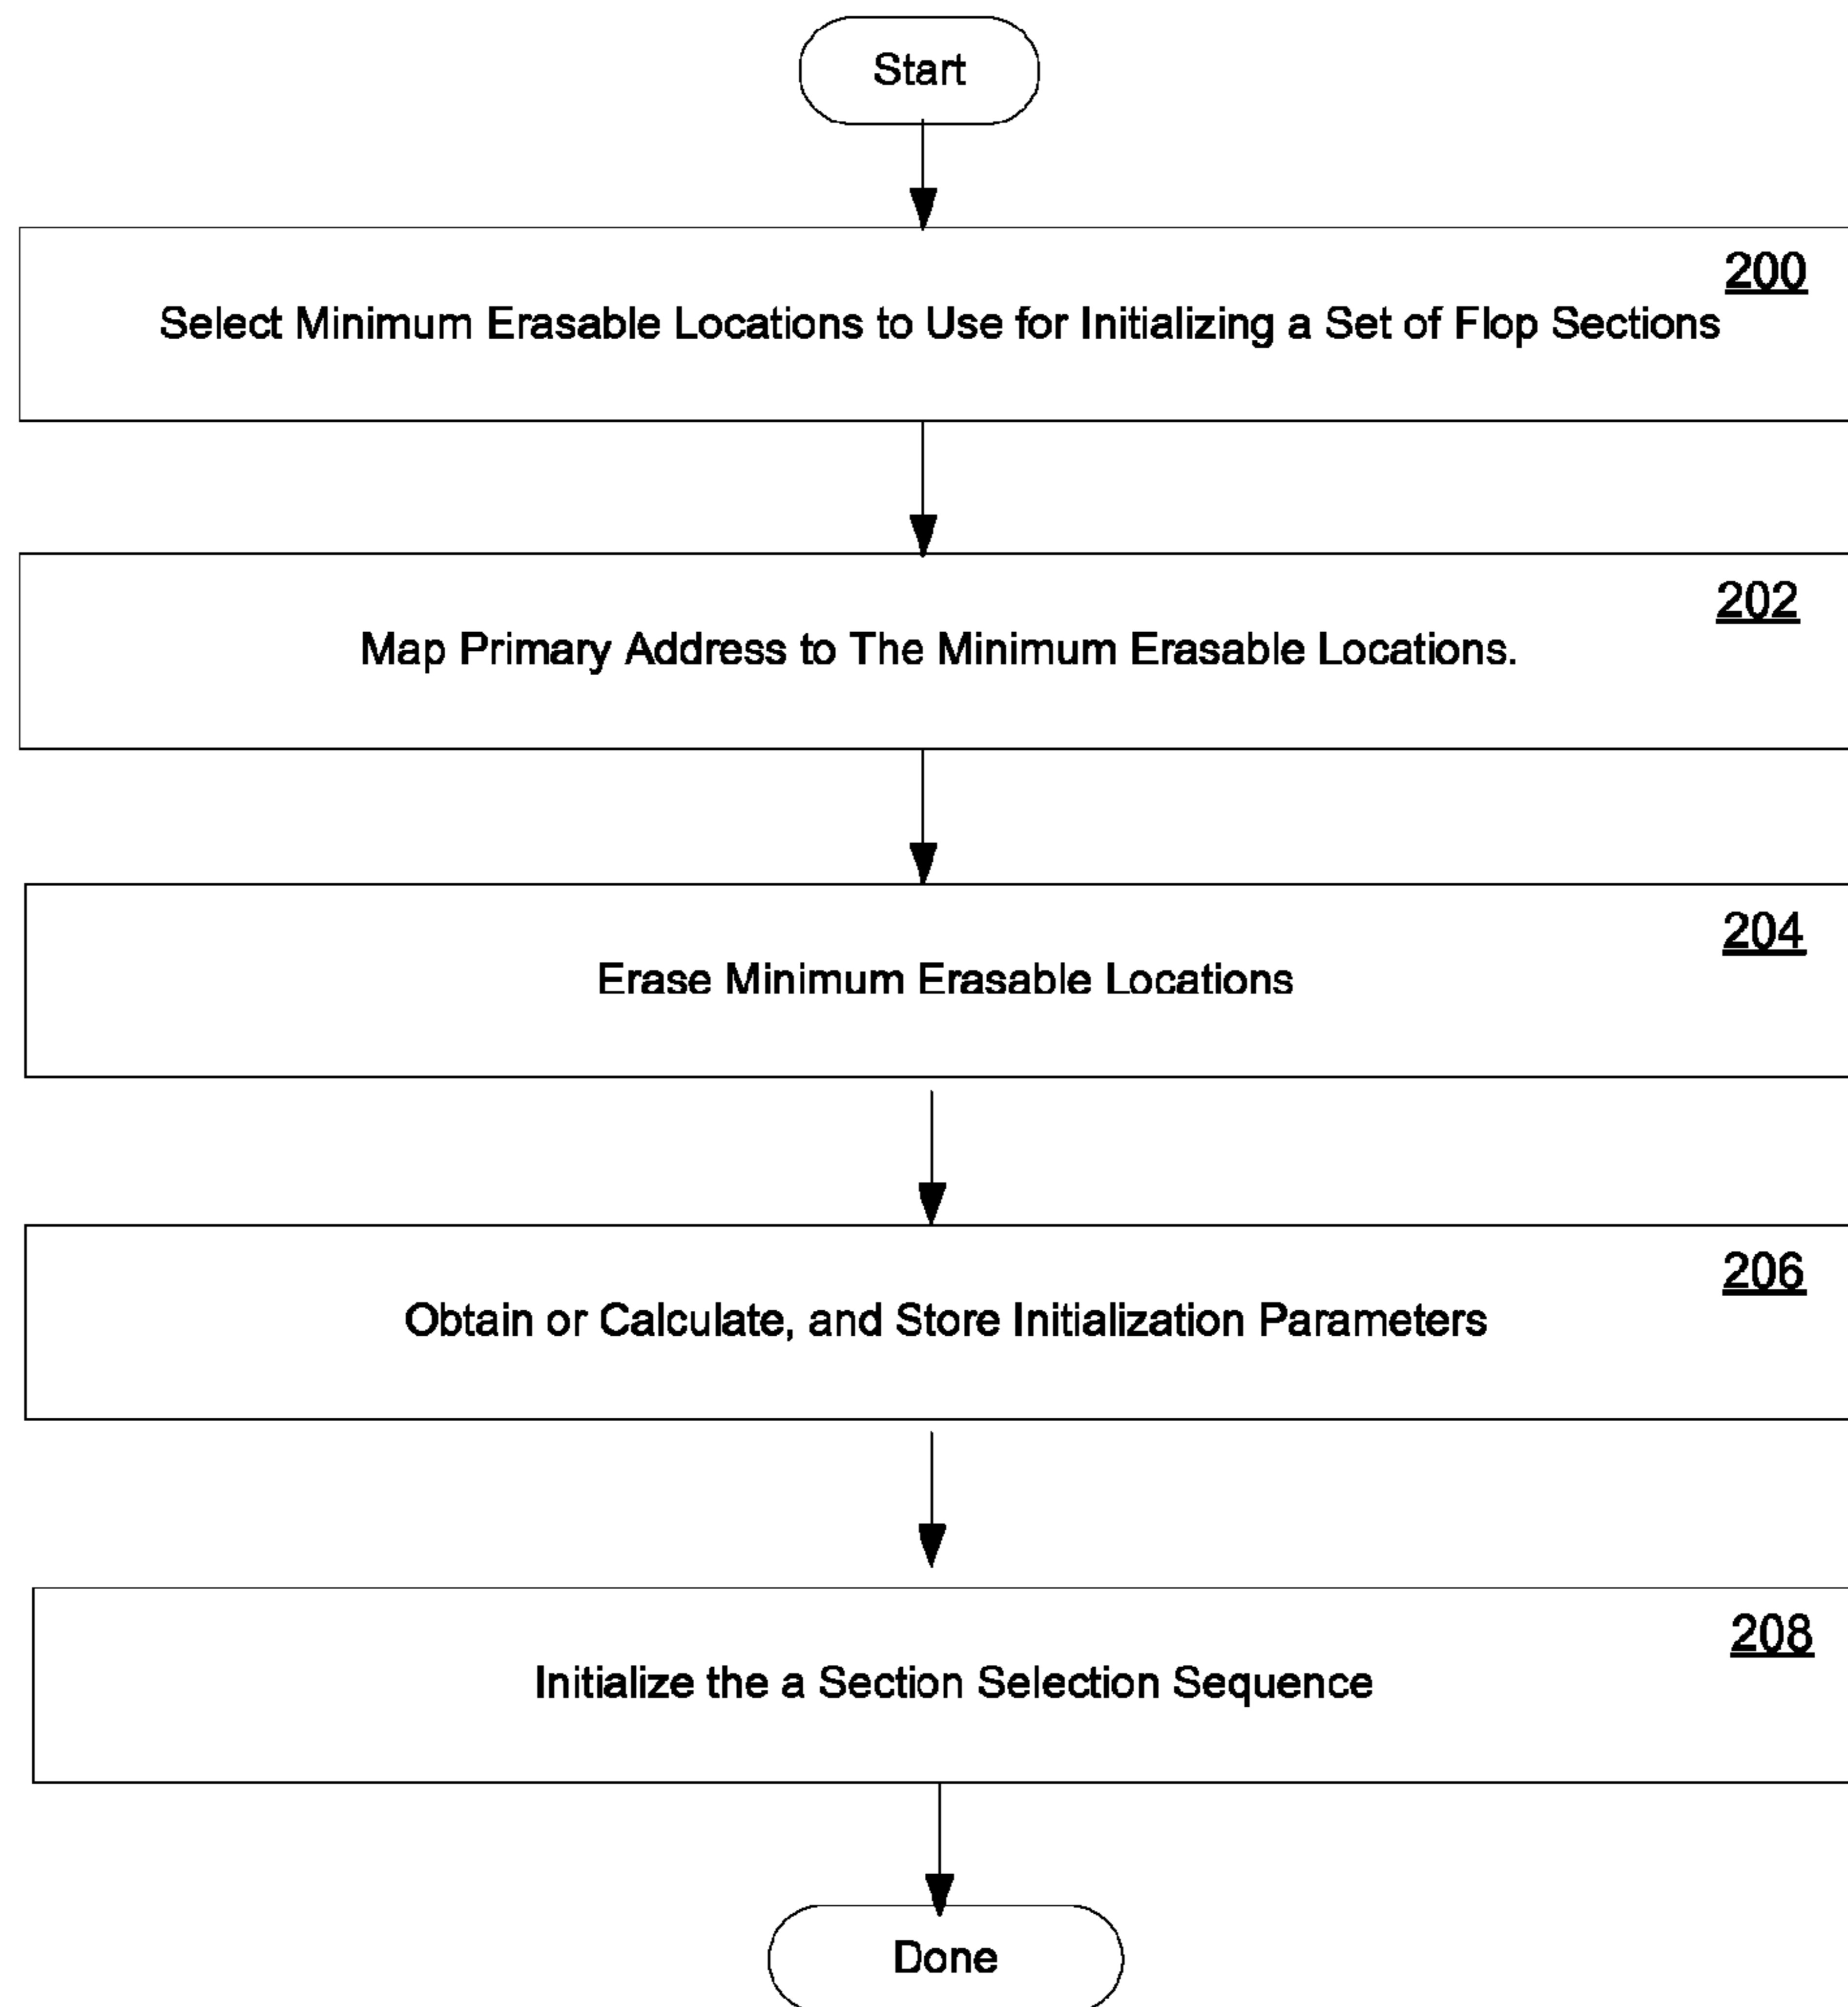 Start
200
Select Minimum Erasable Locations to Use for Initializing a Set of Flop Sections
202
Map Primary Address to The Minimum Erasable Locations.
204
Erase Minimum Erasable Locations
206
Obtain or Calculate, and Store Initialization Parameters
208
Initialize the a Section Selection Sequence
Done